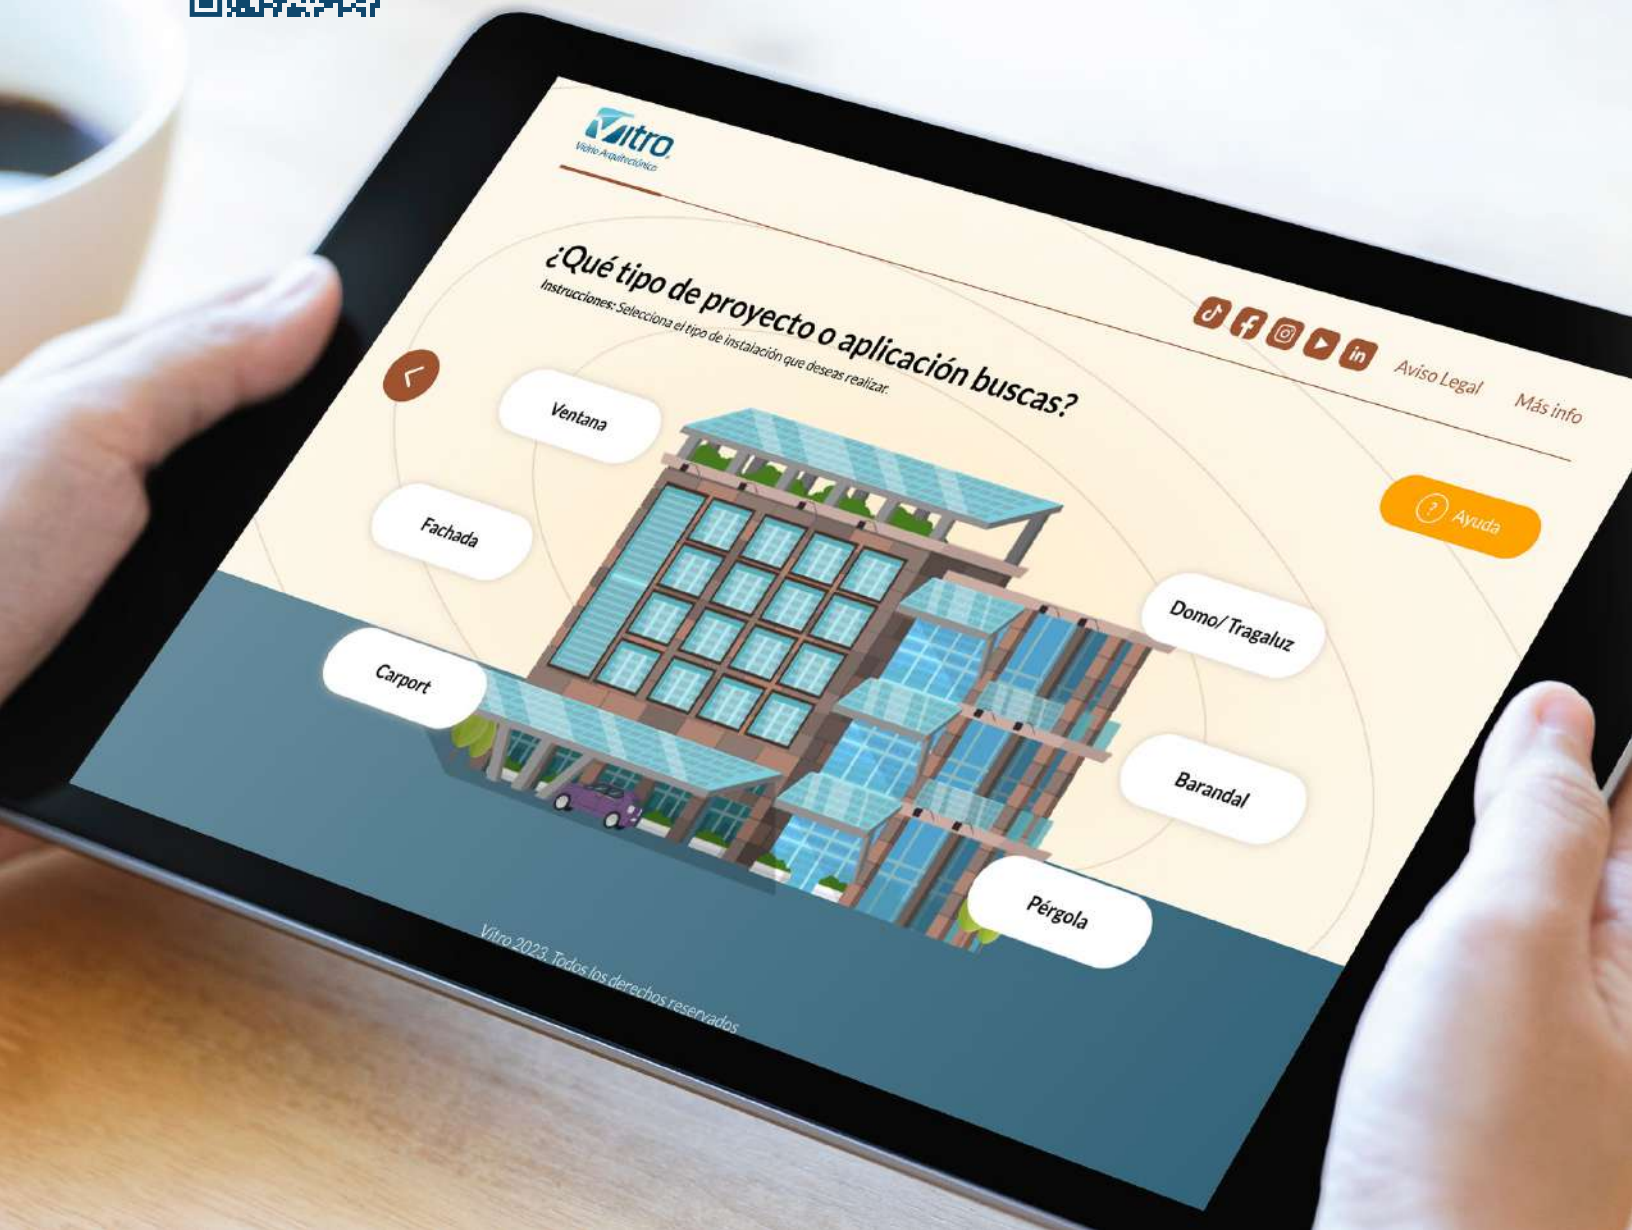 Vitro
Vidrio Arquitectónico
Aviso Legal
Más info
¿Qué tipo de proyecto o aplicación buscas?
Instrucciones: Selecciona el tipo de instalación que deseas realizar.
? Ayuda
Ventana
Fachada
Carport
Domo/ Tragaluz
Barandal
Pérgola
Vitro 2023. Todos los derechos reservados